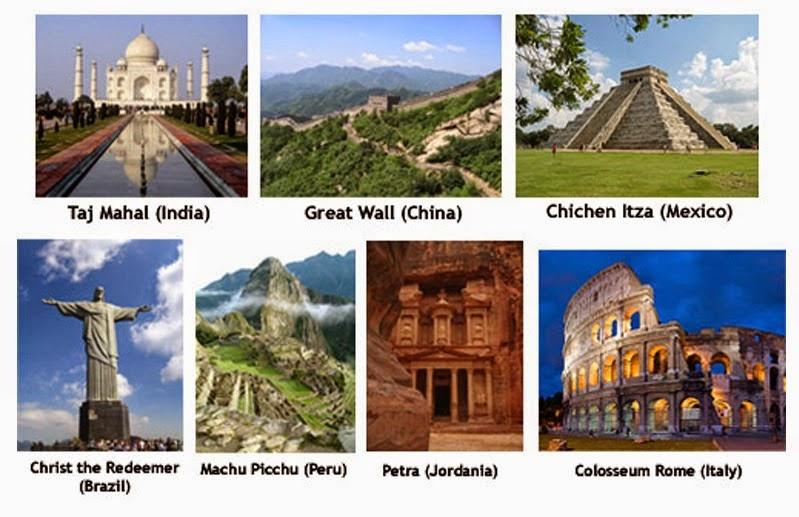 Taj Mahal (India)
Great Wall (China)
Chichen Itza (Mexico)
Christ the Redeemer
(Brazil)
Machu Picchu (Peru)
Petra (Jordania)
Colosseum Rome (Italy)